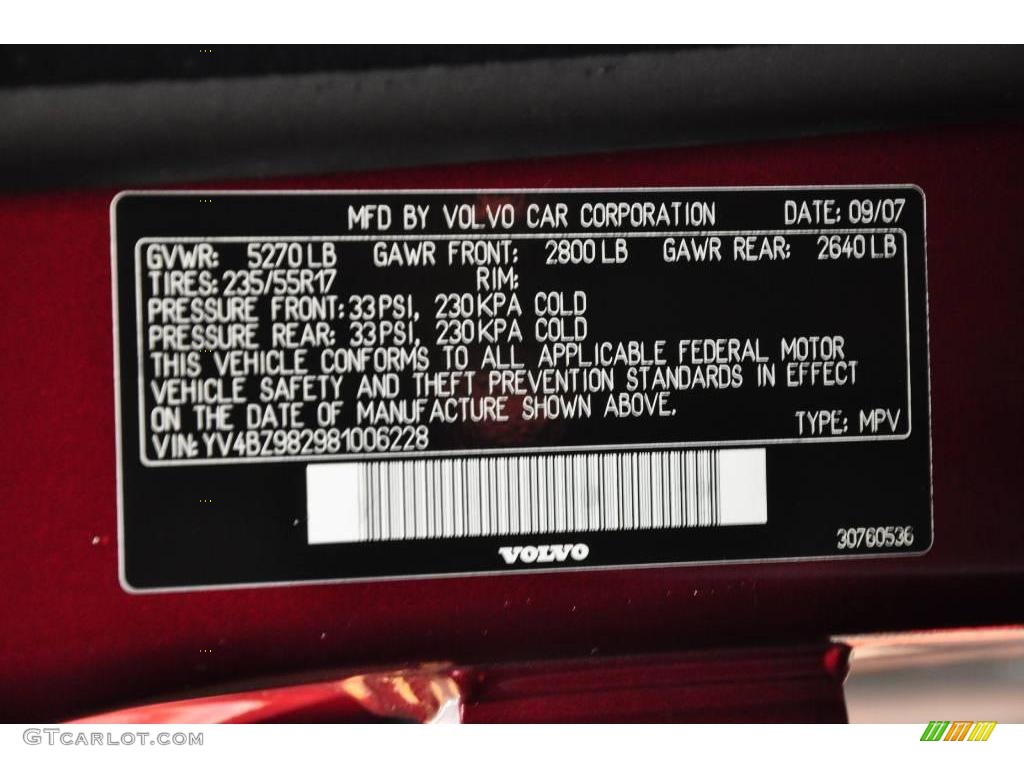 MFD BY VOLVO CAR CORPORATION DATE: 09/07
GVWR: 5270 LB GAWR FRONT: 2800 LB GAWR REAR: 2640 LB
TIRES: 235/55R17 RIM:
PRESSURE FRONT: 33 PSI, 230 KPA COLD
PRESSURE REAR: 33 PSI, 230 KPA COLD
THIS VEHICLE CONFORMS TO ALL APPLICABLE FEDERAL MOTOR
VEHICLE SAFETY AND THEFT PREVENTION STANDARDS IN EFFECT
ON THE DATE OF MANUFACTURE SHOWN ABOVE.
VIN: YV4BZ982981006228 TYPE: MPV
30760536
VOLVO
GTCARLOT.COM